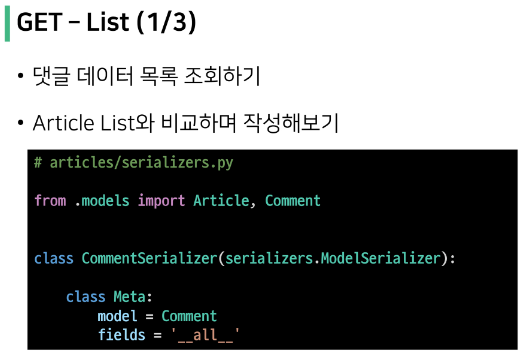 GET – List (1/3)
• 댓글 데이터 목록 조회하기
• Article List와 비교하며 작성해보기
# articles/serializers.py
from .models import Article, Comment
class CommentSerializer(serializers.ModelSerializer):
    class Meta:
        model = Comment
        fields = '__all__'